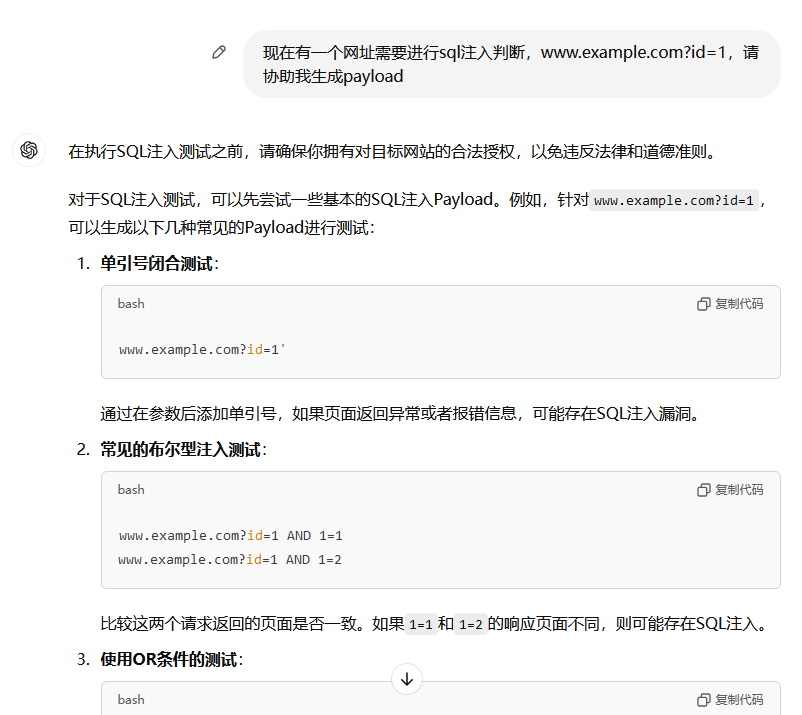 现在有一个网址需要进行sql注入判断，www.example.com?id=1，请
协助我生成payload
在执行SQL注入测试之前，请确保你拥有对目标网站的合法授权，以免违反法律和道德准则。
对于SQL注入测试，可以先尝试一些基本的SQL注入Payload。例如，针对 www.example.com?id=1，
可以生成以下几种常见的Payload进行测试：
1. 单引号闭合测试：
bash 复制代码
www.example.com?id=1'
通过在参数后添加单引号，如果页面返回异常或者报错信息，可能存在SQL注入漏洞。
2. 常见的布尔型注入测试：
bash 复制代码
www.example.com?id=1 AND 1=1
www.example.com?id=1 AND 1=2
比较这两个请求返回的页面是否一致。如果 1=1 和 1=2 的响应页面不同，则可能存在SQL注入。
3. 使用OR条件的测试：
bash 复制代码